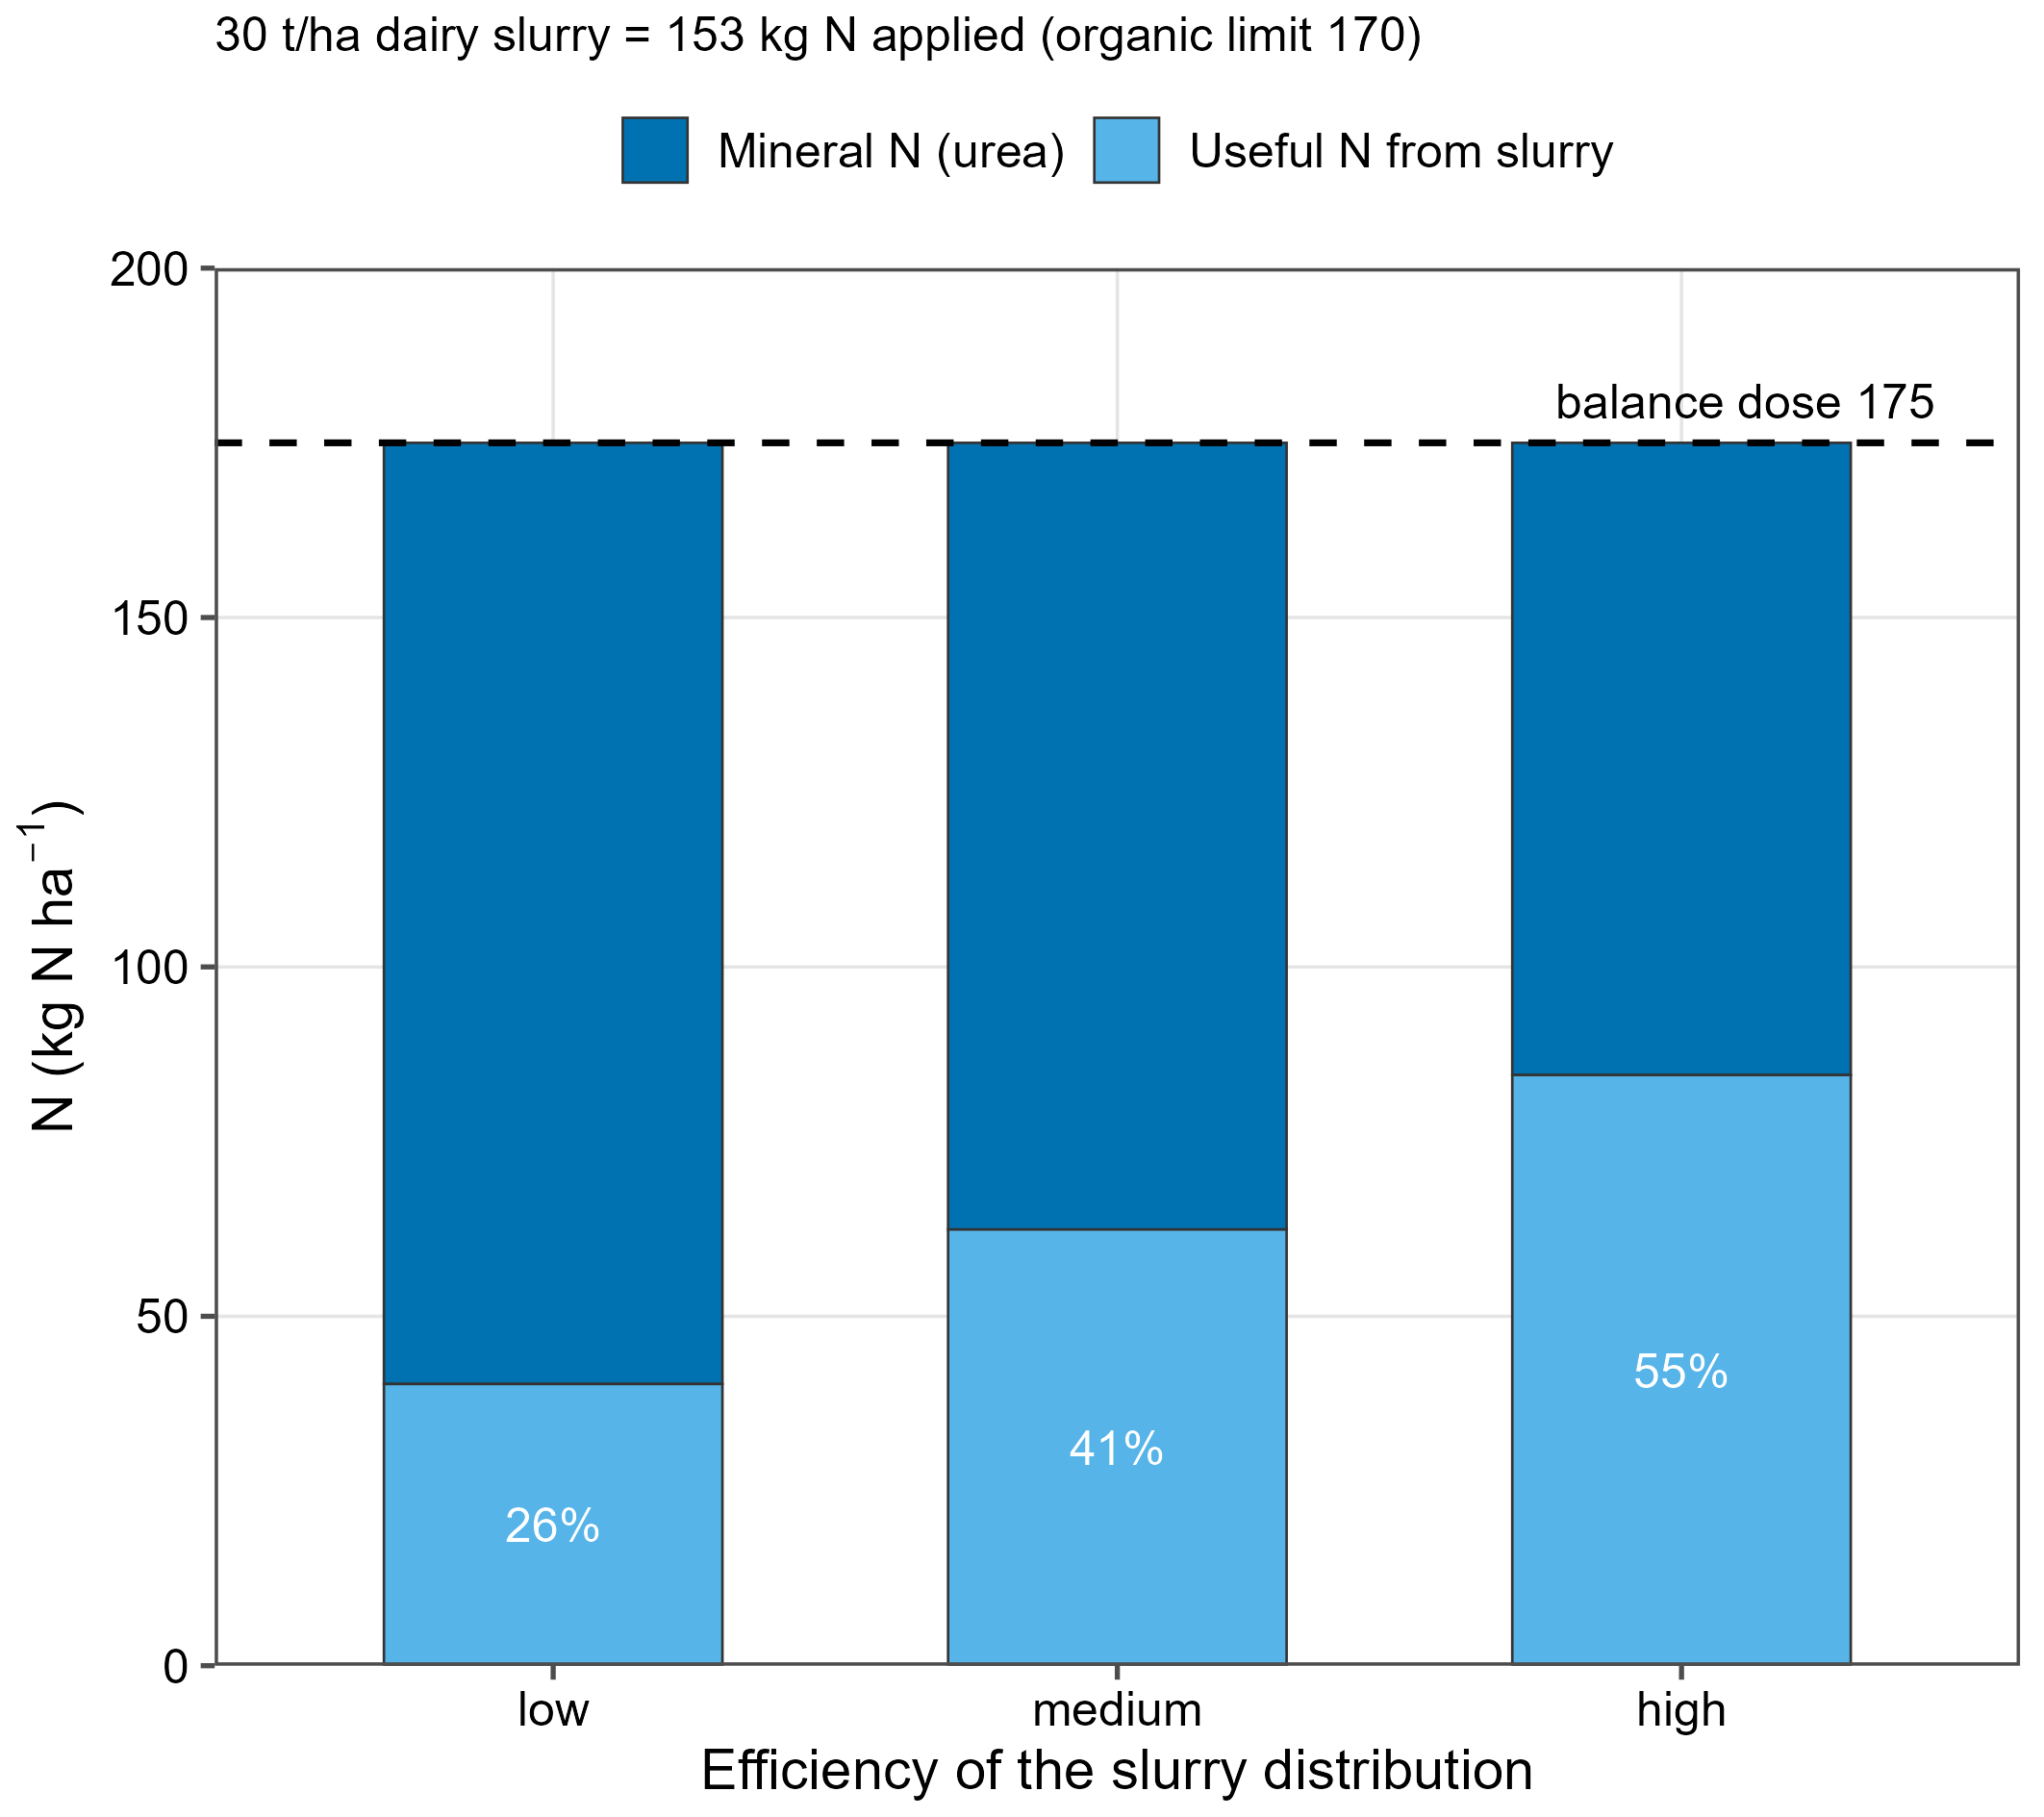 30 t/ha dairy slurry = 153 kg N applied (organic limit 170)
Mineral N (urea) Useful N from slurry
200
balance dose 175
150
N (kg N ha⁻¹)
100
50
55%
41%
26%
0
low medium high
Efficiency of the slurry distribution